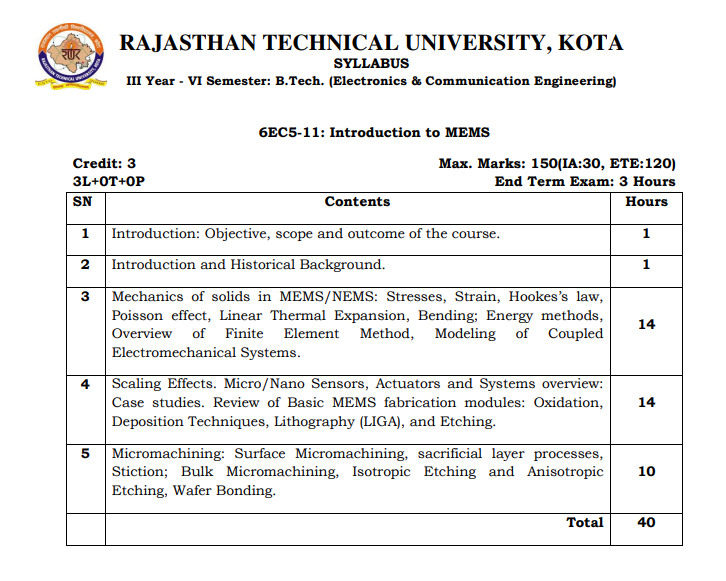 RAJASTHAN TECHNICAL UNIVERSITY, KOTA
SYLLABUS
III Year - VI Semester: B.Tech. (Electronics & Communication Engineering)
6EC5-11: Introduction to MEMS
Credit: 3 Max. Marks: 150(IA:30, ETE:120)
3L+0T+0P End Term Exam: 3 Hours
SN Contents Hours
1 Introduction: Objective, scope and outcome of the course. 1
2 Introduction and Historical Background. 1
3 Mechanics of solids in MEMS/NEMS: Stresses, Strain, Hookes's law,
Poisson effect, Linear Thermal Expansion, Bending; Energy methods,
Overview of Finite Element Method, Modeling of Coupled
Electromechanical Systems.
14
4 Scaling Effects. Micro/Nano Sensors, Actuators and Systems overview:
Case studies. Review of Basic MEMS fabrication modules: Oxidation,
Deposition Techniques, Lithography (LIGA), and Etching.
14
5 Micromachining: Surface Micromachining, sacrificial layer processes,
Stiction; Bulk Micromachining, Isotropic Etching and Anisotropic
Etching, Wafer Bonding.
10
Total 40